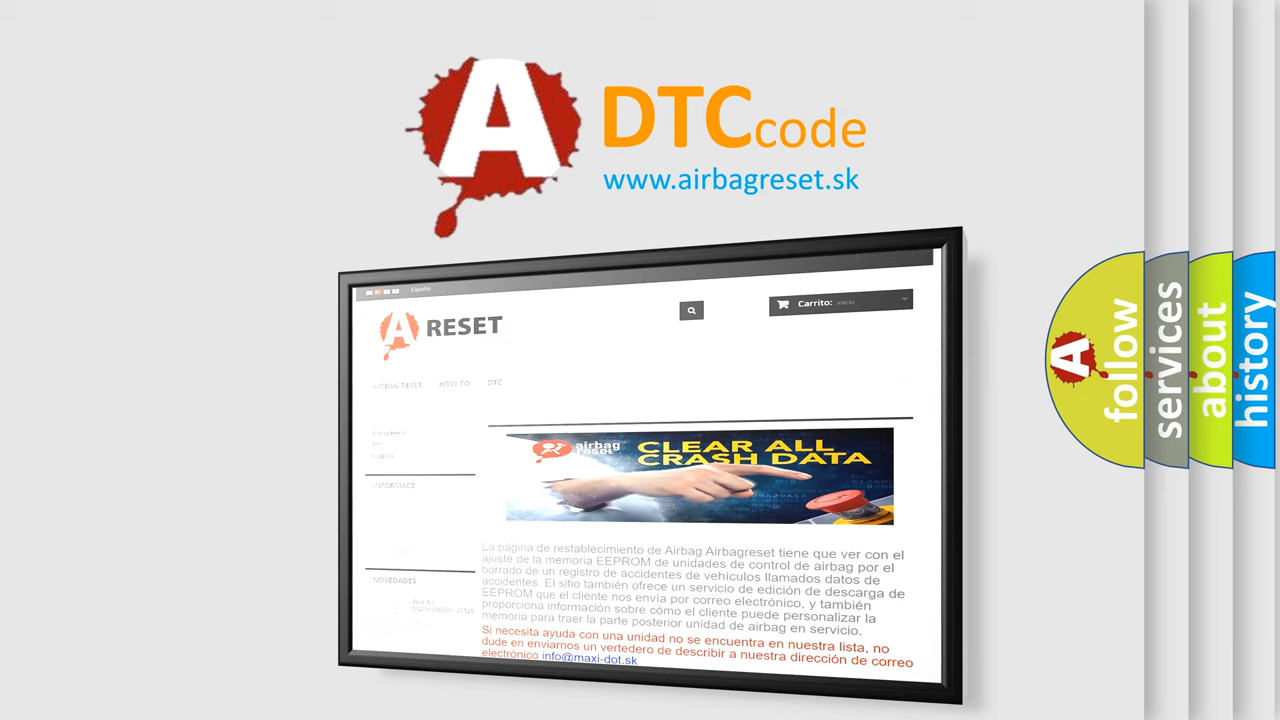 A DTCcode
www.airbagreset.sk
Español
A RESET
Carrito: vacío
AIRBAG RESET HOW TO DTC
INFORMACE
airbag
reset
CLEAR ALL
CRASH DATA
La página de restablecimiento de Airbag Airbagreset tiene que ver con el
ajuste de la memoria EEPROM de unidades de control de airbag por el
borrado de un registro de accidentes de vehículos llamados datos de
accidentes. El sitio también ofrece un servicio de edición de descarga de
EEPROM que el cliente nos envía por correo electrónico, y también
proporciona información sobre cómo el cliente puede personalizar la
memoria para traer la parte posterior unidad de airbag en servicio.
Si necesita ayuda con una unidad no se encuentra en nuestra lista, no
dude en enviarnos un vertedero de describir a nuestra dirección de correo
electrónico info@maxi-dot.sk
NOVEDADES
A
follow
services
about
history